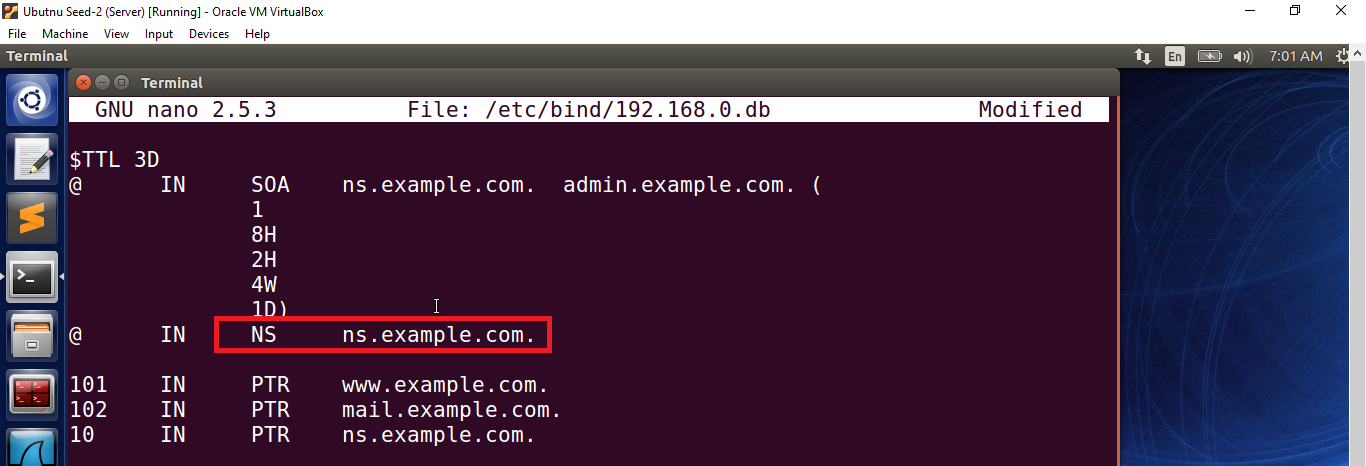 Ubutnu Seed-2 (Server) [Running] - Oracle VM VirtualBox
File Machine View Input Devices Help
Terminal En 7:01 AM
Terminal
GNU nano 2.5.3 File: /etc/bind/192.168.0.db Modified
$TTL 3D
@ IN SOA ns.example.com. admin.example.com. (
1
8H
2H
4W
1D)
@ IN NS ns.example.com.
101 IN PTR www.example.com.
102 IN PTR mail.example.com.
10 IN PTR ns.example.com.